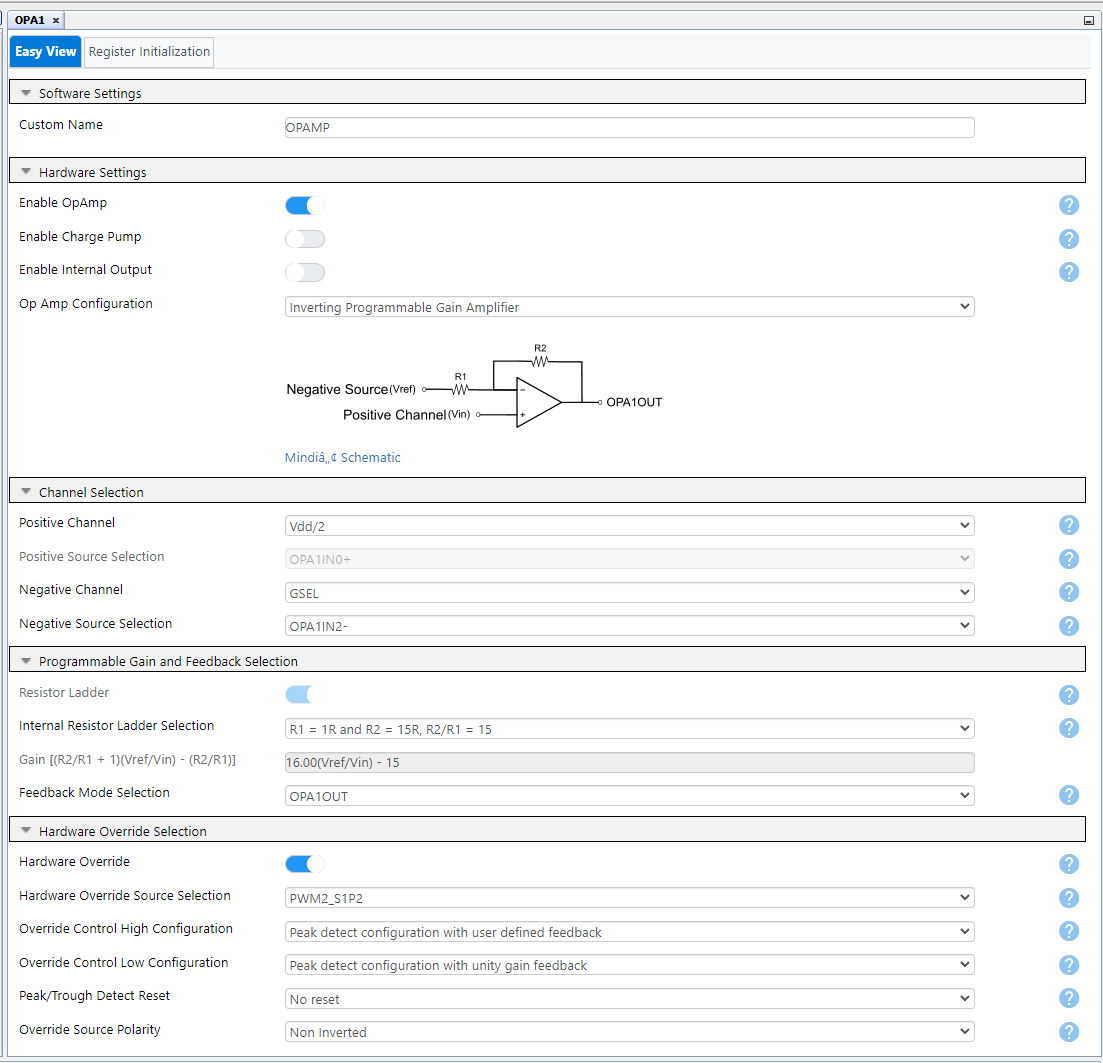 OPA1 ×
Easy View Register Initialization
Software Settings
Custom Name OPAMP
Hardware Settings
Enable OpAmp ?
Enable Charge Pump ?
Enable Internal Output ?
Op Amp Configuration Inverting Programmable Gain Amplifier
R2
R1
Negative Source(Vref) −
OPA1OUT
Positive Channel(Vin) +
Mindiâ„¢ Schematic
Channel Selection
Positive Channel Vdd/2 ?
Positive Source Selection OPA1IN0+ ?
Negative Channel GSEL ?
Negative Source Selection OPA1IN2- ?
Programmable Gain and Feedback Selection
Resistor Ladder ?
Internal Resistor Ladder Selection R1 = 1R and R2 = 15R, R2/R1 = 15 ?
Gain [(R2/R1 + 1)(Vref/Vin) - (R2/R1)] 16.00(Vref/Vin) - 15
Feedback Mode Selection OPA1OUT ?
Hardware Override Selection
Hardware Override ?
Hardware Override Source Selection PWM2_S1P2 ?
Override Control High Configuration Peak detect configuration with user defined feedback ?
Override Control Low Configuration Peak detect configuration with unity gain feedback ?
Peak/Trough Detect Reset No reset ?
Override Source Polarity Non Inverted ?